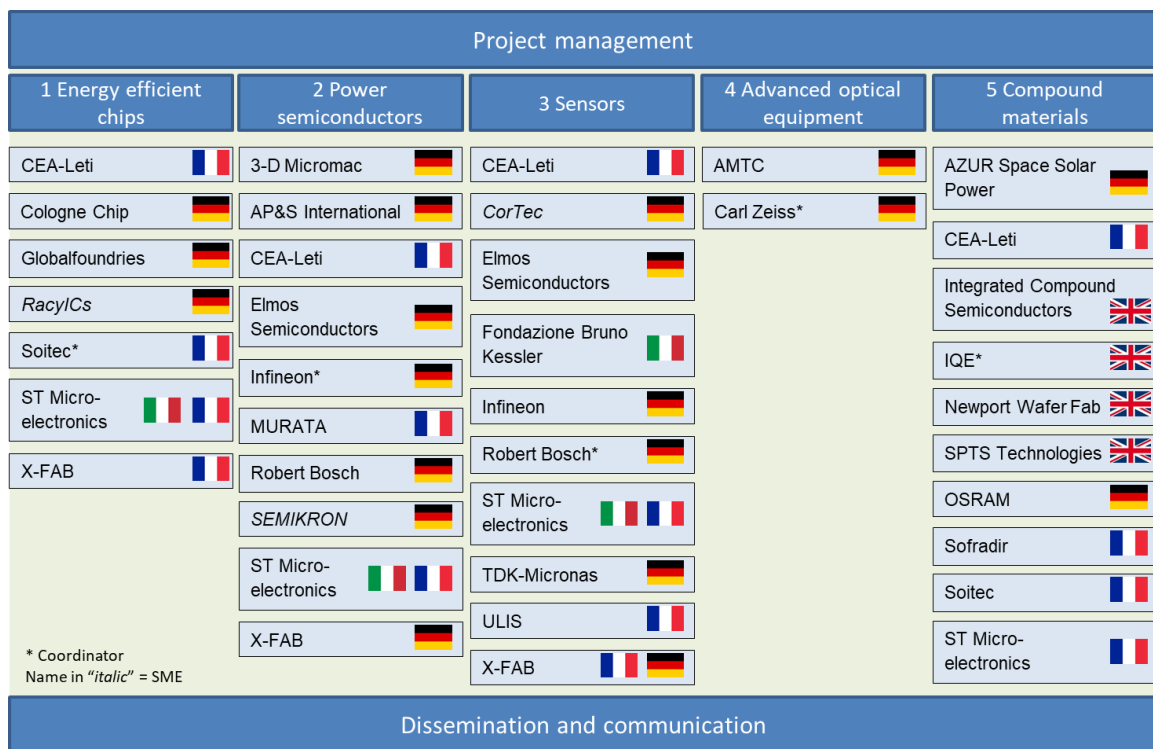 Project management
1 Energy efficient
chips
CEA-Leti
Cologne Chip
Globalfoundries
RacyICs
Soitec*
ST Micro-
electronics
X-FAB
* Coordinator
Name in “italic” = SME
2 Power
semiconductors
3-D Micromac
AP&S International
CEA-Leti
Elmos
Semiconductors
Infineon*
MURATA
Robert Bosch
SEMIKRON
ST Micro-
electronics
X-FAB
3 Sensors
CEA-Leti
CorTec
Elmos
Semiconductors
Fondazione Bruno
Kessler
Infineon
Robert Bosch*
ST Micro-
electronics
TDK-Micronas
ULIS
X-FAB
4 Advanced optical
equipment
AMTC
Carl Zeiss*
5 Compound
materials
AZUR Space Solar
Power
CEA-Leti
Integrated Compound
Semiconductors
IQE*
Newport Wafer Fab
SPTS Technologies
OSRAM
Sofradir
Soitec
ST Micro-
electronics
Dissemination and communication